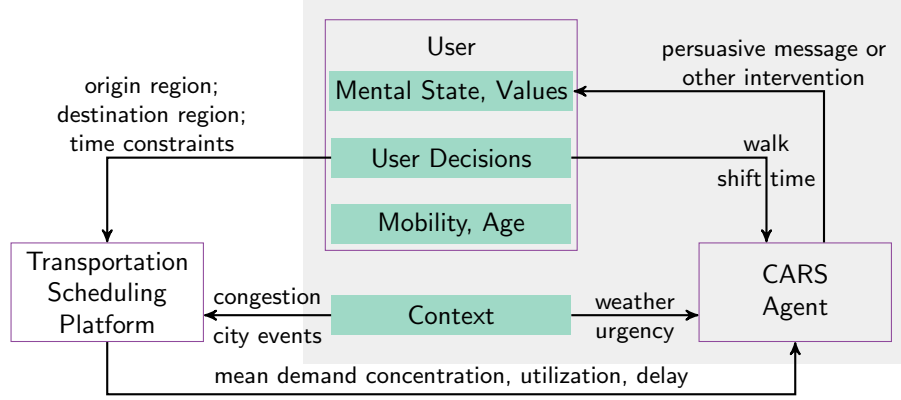 User
persuasive message or
other intervention
origin region;
destination region;
time constraints
Mental State, Values
User Decisions
walk
shift time
Mobility, Age
Transportation
Scheduling
Platform
CARS
Agent
congestion
city events
Context
weather
urgency
mean demand concentration, utilization, delay